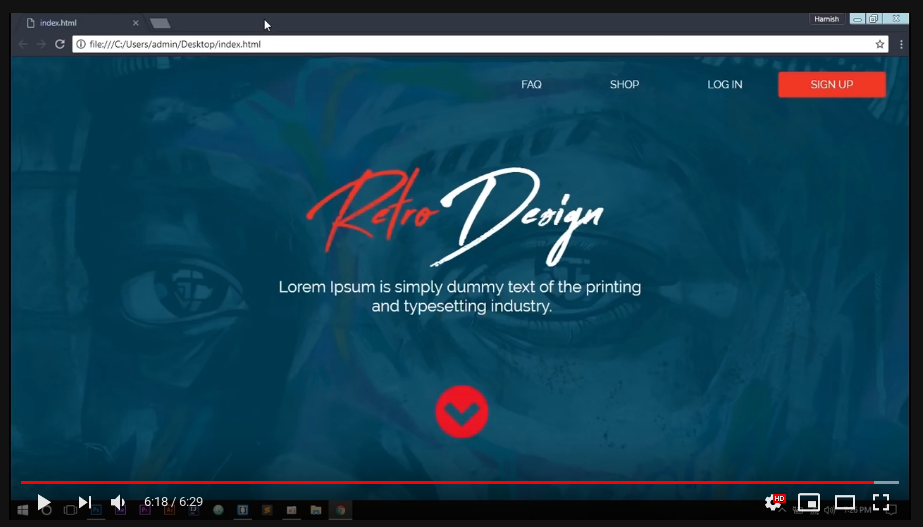 index.html
Hamish
file:///C:/Users/admin/Desktop/index.html
FAQ SHOP LOG IN SIGN UP
Retro Design
Lorem Ipsum is simply dummy text of the printing
and typesetting industry.
6:18 / 6:29
HD